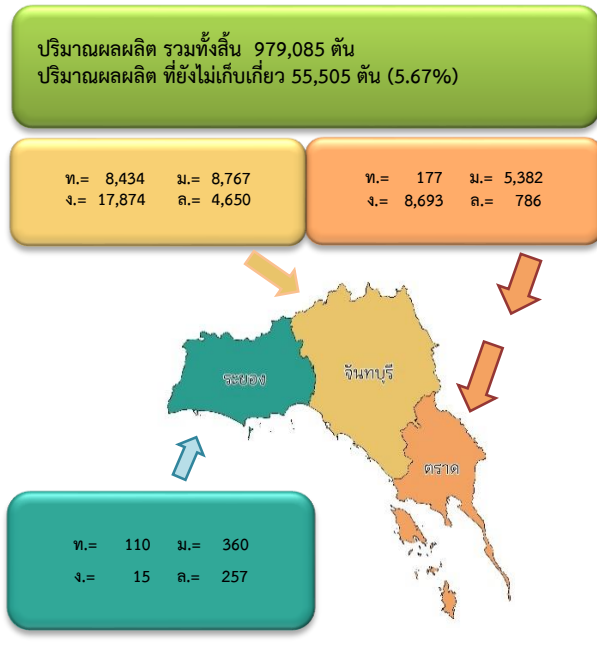 ปริมาณผลผลิต รวมทั้งสิ้น 979,085 ตัน
ปริมาณผลผลิต ที่ยังไม่เก็บเกี่ยว 55,505 ตัน (5.67%)
ท.= 8,434 ม.= 8,767
ง.= 17,874 ล.= 4,650
ท.= 177 ม.= 5,382
ง.= 8,693 ล.= 786
ระยอง
จันทบุรี
ตราด
ท.= 110 ม.= 360
ง.= 15 ล.= 257